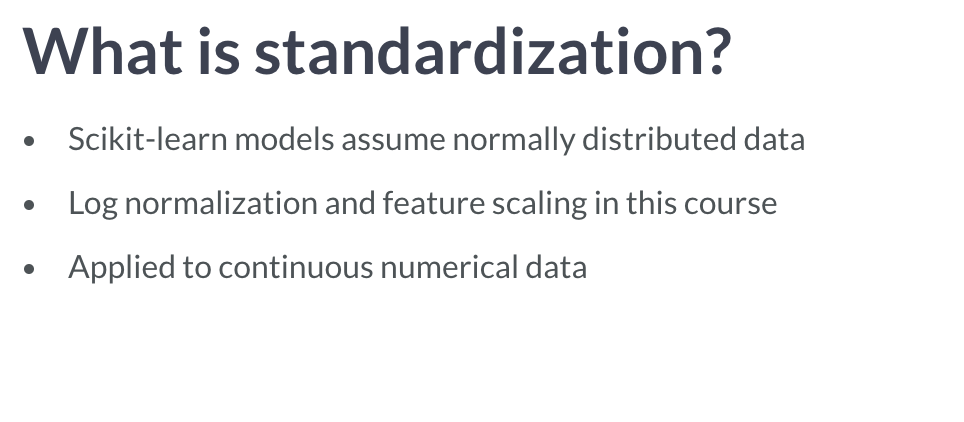 What is standardization?
• Scikit-learn models assume normally distributed data
• Log normalization and feature scaling in this course
• Applied to continuous numerical data